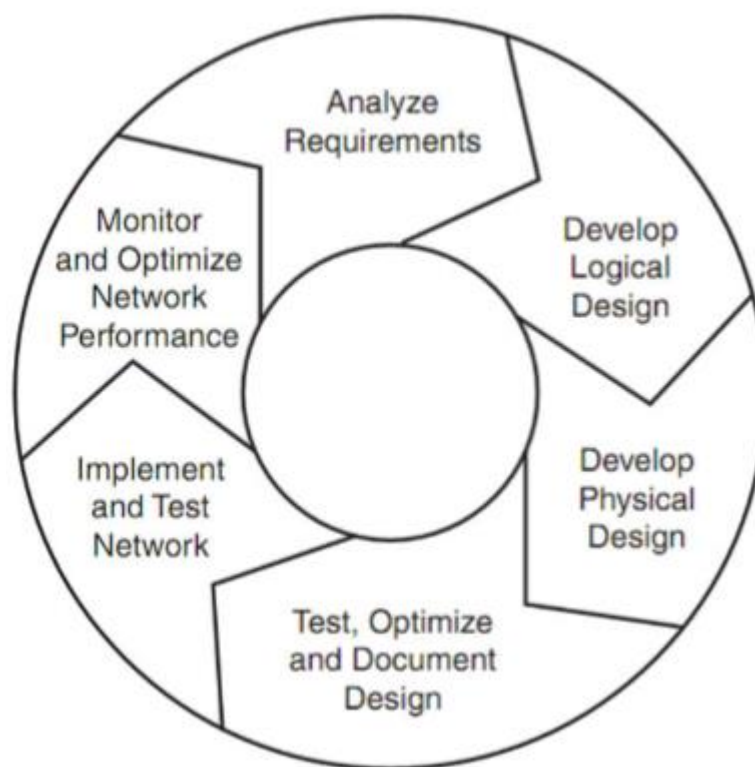 Analyze
Requirements
Develop
Logical
Design
Develop
Physical
Design
Test, Optimize
and Document
Design
Implement
and Test
Network
Monitor
and Optimize
Network
Performance